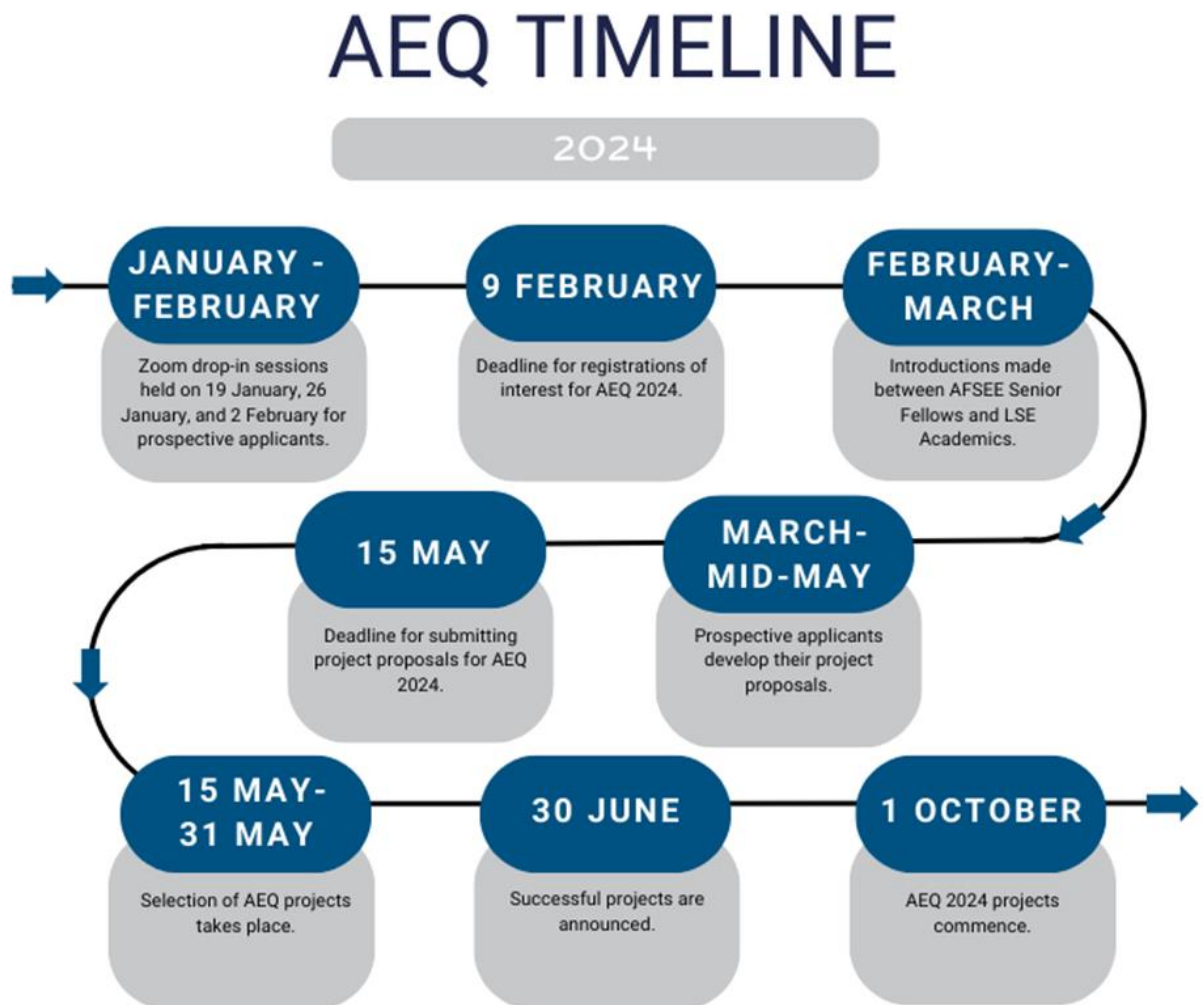 AEQ TIMELINE
2024
JANUARY -
FEBRUARY
Zoom drop-in sessions
held on 19 January, 26
January, and 2 February for
prospective applicants.
9 FEBRUARY
Deadline for registrations of
interest for AEQ 2024.
FEBRUARY-
MARCH
Introductions made
between AFSEE Senior
Fellows and LSE
Academics.
MARCH-
MID-MAY
Prospective applicants
develop their project
proposals.
15 MAY
Deadline for submitting
project proposals for AEQ
2024.
15 MAY-
31 MAY
Selection of AEQ projects
takes place.
30 JUNE
Successful projects are
announced.
1 OCTOBER
AEQ 2024 projects
commence.